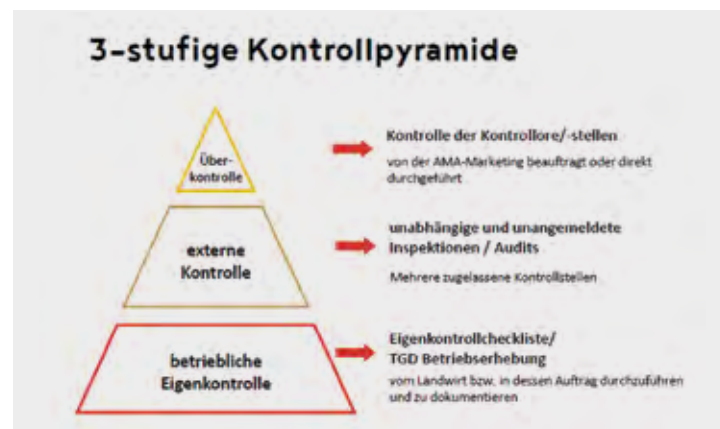 3-stufige Kontrollpyramide
Über-
kontrolle
Kontrolle der Kontrollore/-stellen
von der AMA-Marketing beauftragt oder direkt
durchgeführt
externe
Kontrolle
unabhängige und unangemeldete
Inspektionen / Audits
Mehrere zugelassene Kontrollstellen
betriebliche
Eigenkontrolle
Eigenkontrollcheckliste/
TGD Betriebserhebung
vom Landwirt bzw. in dessen Auftrag durchzuführen
und zu dokumentieren